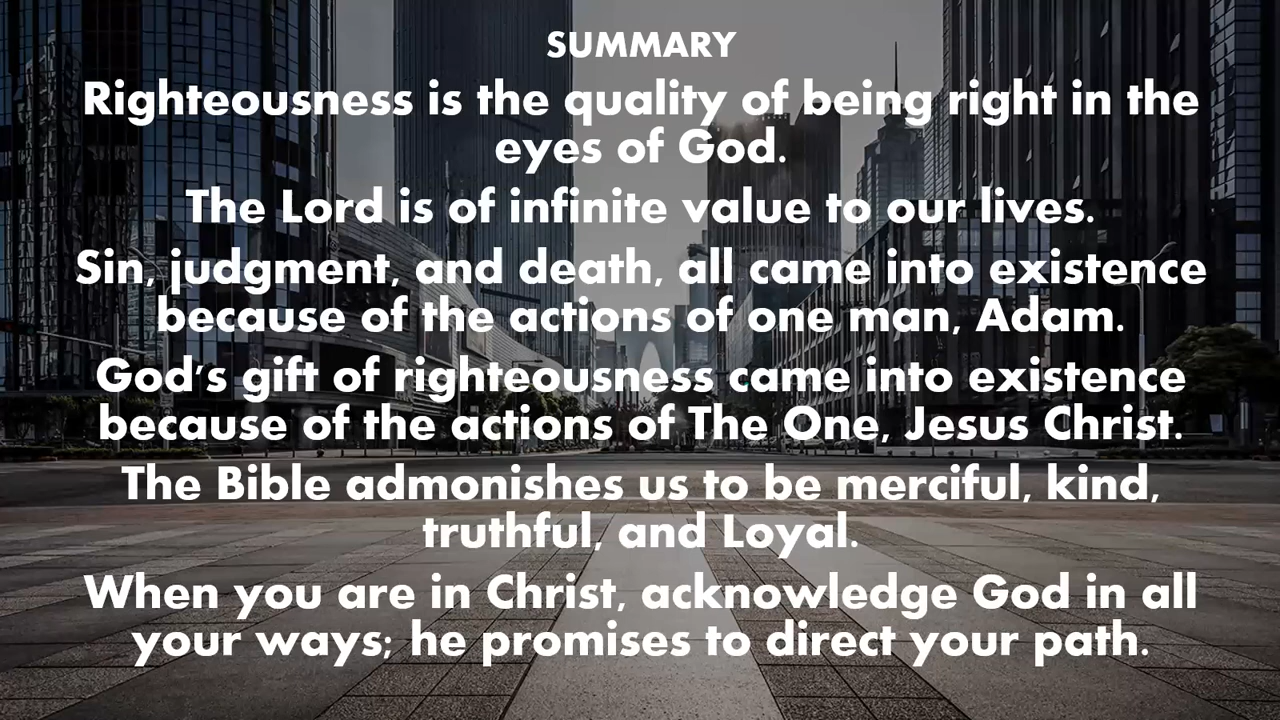 SUMMARY
Righteousness is the quality of being right in the
eyes of God.
The Lord is of infinite value to our lives.
Sin, judgment, and death, all came into existence
because of the actions of one man, Adam.
God's gift of righteousness came into existence
because of the actions of The One, Jesus Christ.
The Bible admonishes us to be merciful, kind,
truthful, and Loyal.
When you are in Christ, acknowledge God in all
your ways; he promises to direct your path.